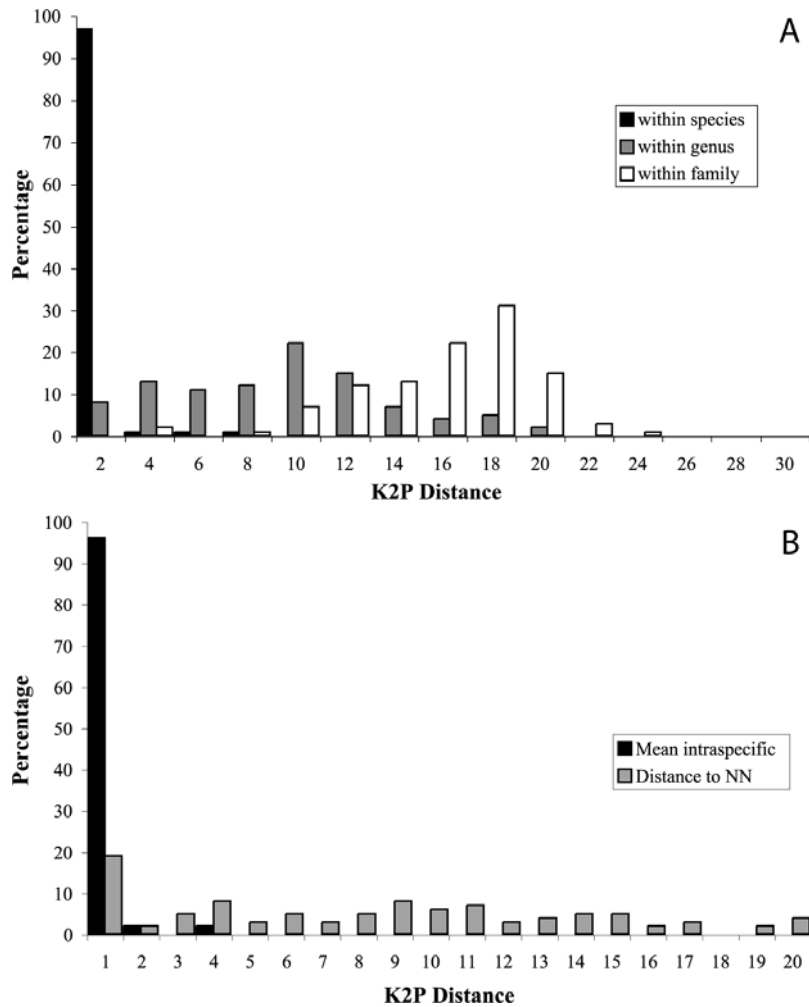 A
100
90
80
70
60
50
40
30
20
10
0
Percentage
within species
within genus
within family
2 4 6 8 10 12 14 16 18 20 22 24 26 28 30
K2P Distance
B
100
90
80
70
60
50
40
30
20
10
0
Percentage
Mean intraspecific
Distance to NN
1 2 3 4 5 6 7 8 9 10 11 12 13 14 15 16 17 18 19 20
K2P Distance